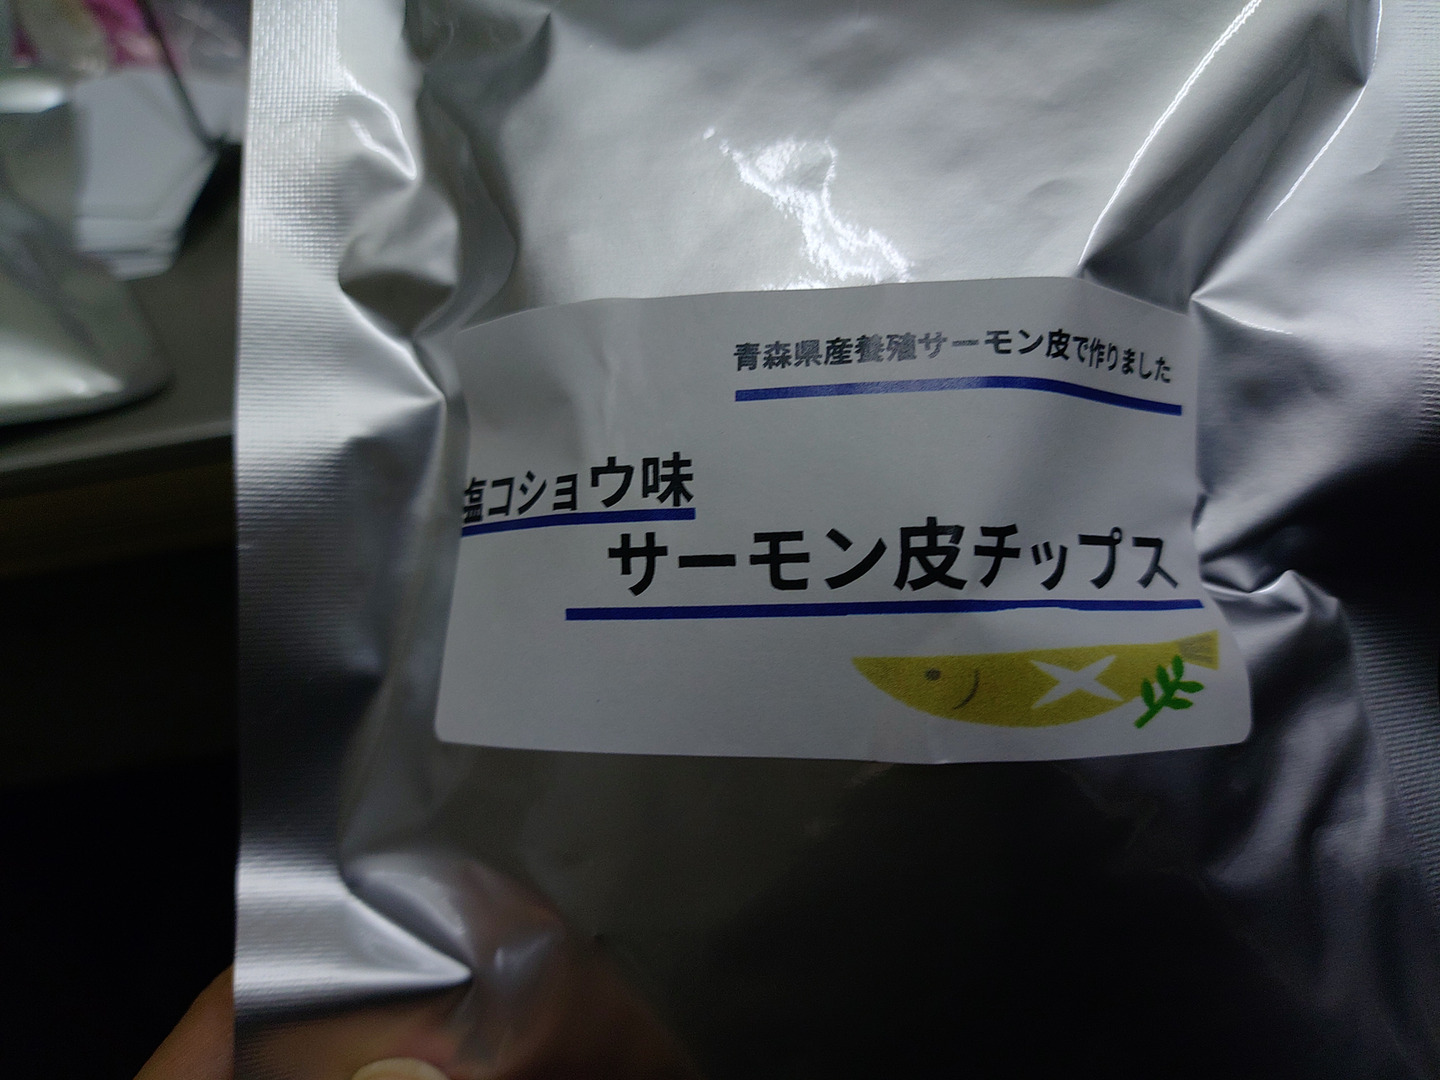 青森県産養殖サーモン皮で作りました
塩コショウ味
サーモン皮チップス